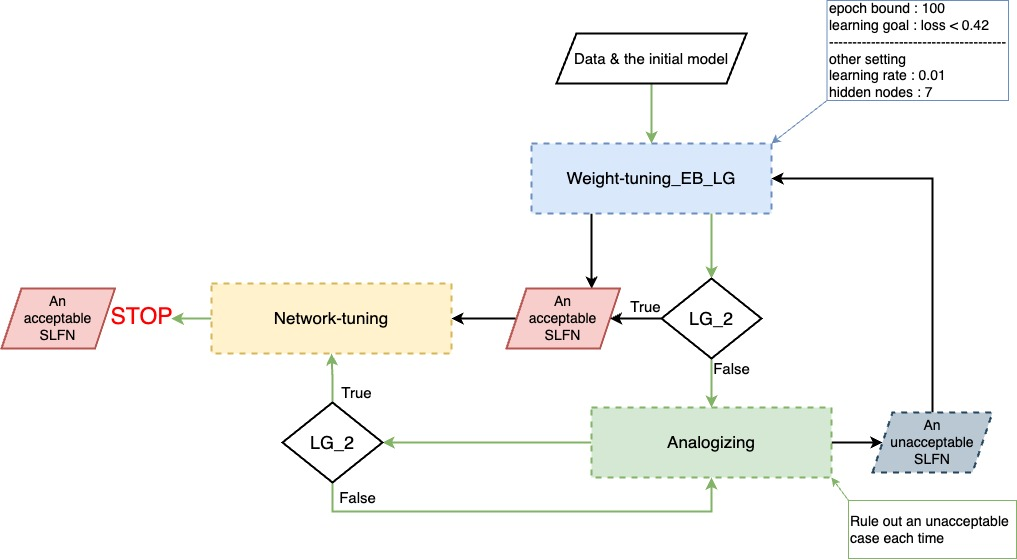 epoch bound : 100
learning goal : loss < 0.42
------------------------------------
other setting
learning rate : 0.01
hidden nodes : 7
Data & the initial model
Weight-tuning_EB_LG
An
acceptable
SLFN
STOP
Network-tuning
An
acceptable
SLFN
True
LG_2
False
True
LG_2
False
Analogizing
An
unacceptable
SLFN
Rule out an unacceptable
case each time